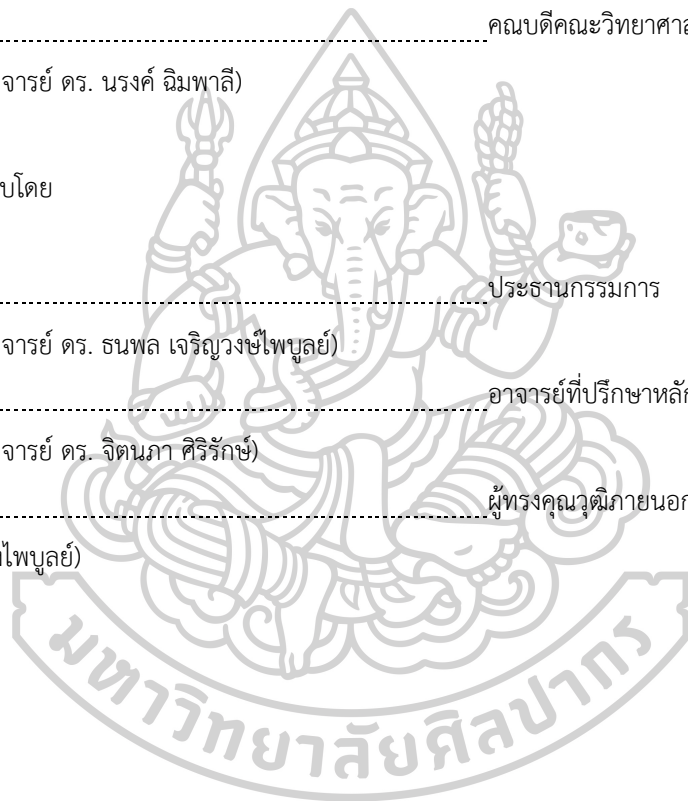 คณบดีคณะวิทยาศาส
จารย์ ดร. นรงค์ ฉิมพาลี)
บโดย
ประธานกรรมการ
จารย์ ดร. ธนพล เจริญวงษ์ไพบูลย์)
อาจารย์ที่ปรึกษาหลัก
จารย์ ดร. จิตนภา ศิริรักษ์)
ผู้ทรงคุณวุฒิภายนอก
ไพบูลย์)
มหาวิทยาลัยศิลปากร